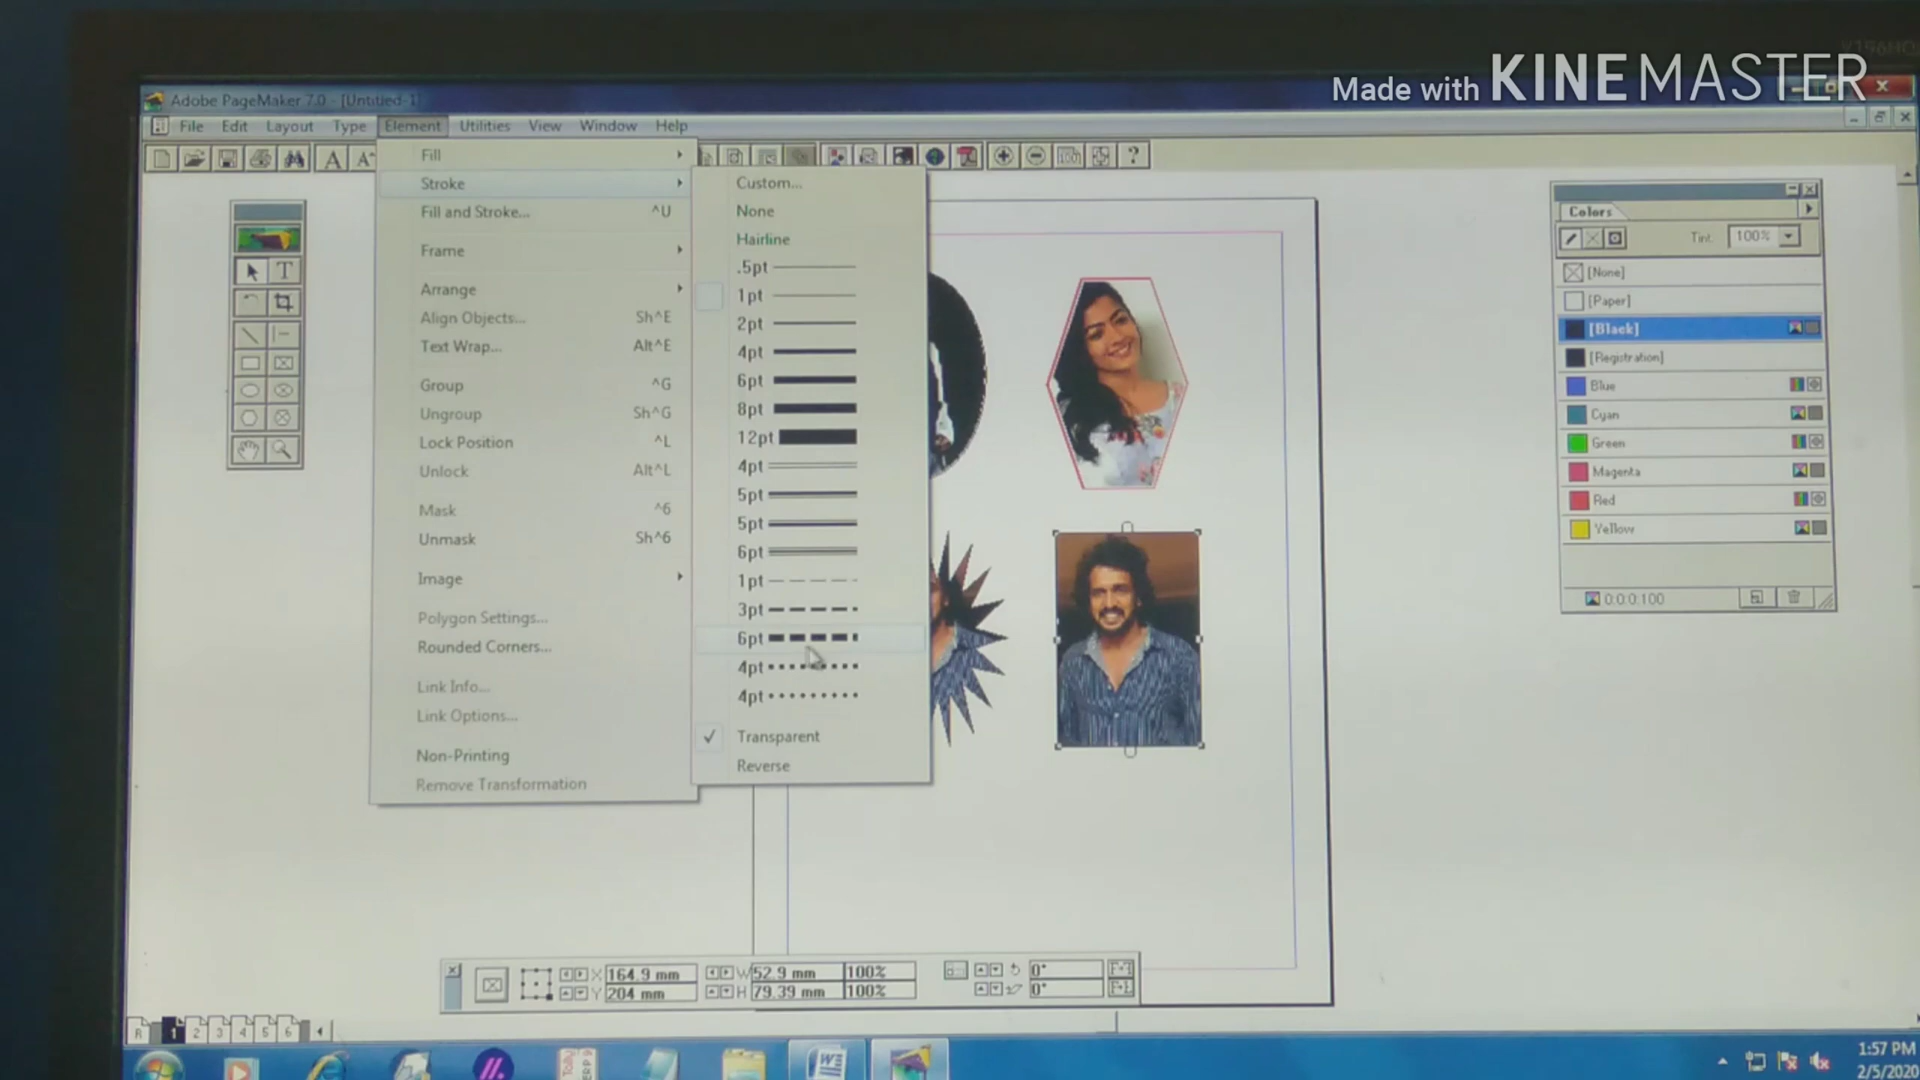 Made with KINEMASTER
Adobe PageMaker 7.0 - [Untitled-1]
File Edit Layout Type Element Utilities View Window Help
Fill
Stroke
Fill and Stroke... ^U
Frame
Arrange
Align Objects... Sh^E
Text Wrap... Alt^E
Group ^G
Ungroup Sh^G
Lock Position ^L
Unlock Alt^L
Mask ^6
Unmask Sh^6
Image
Polygon Settings...
Rounded Corners...
Link Info...
Link Options...
Non-Printing
Remove Transformation
Custom...
None
Hairline
.5pt
1pt
2pt
4pt
6pt
8pt
12pt
4pt
5pt
5pt
6pt
1pt
3pt
6pt
4pt
4pt
Transparent
Reverse
Colors
Tint: 100%
[None]
[Paper]
[Black]
[Registration]
Blue
Cyan
Green
Magenta
Red
Yellow
0:0:0:100
X 164.9 mm W 52.9 mm 100% 0°
Y 204 mm H 79.39 mm 100% 0°
R 1 2 3 4 5 6
1:57 PM
2/5/2020